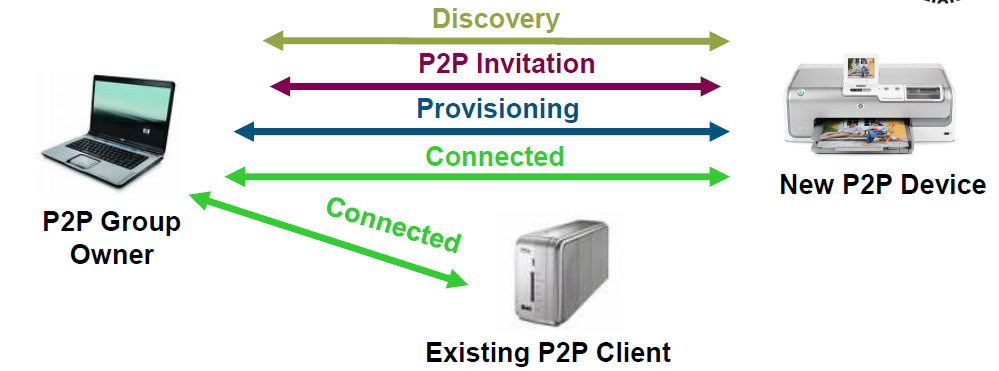 Discovery
P2P Invitation
Provisioning
Connected
New P2P Device
P2P Group
Owner
Connected
Existing P2P Client